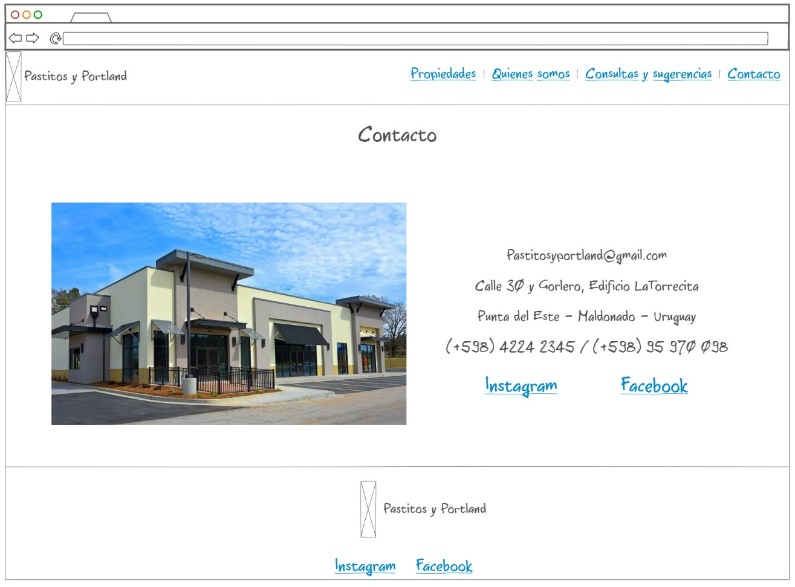 Pastitos y Portland
Propiedades | Quienes somos | Consultas y sugerencias | Contacto
Contacto
Pastitosyportland@gmail.com
Calle 30 y Gorlero, Edificio LaTorrecita
Punta del Este - Maldonado - Uruguay
(+598) 4224 2345 / (+598) 95 970 098
Instagram Facebook
Pastitos y Portland
Instagram Facebook